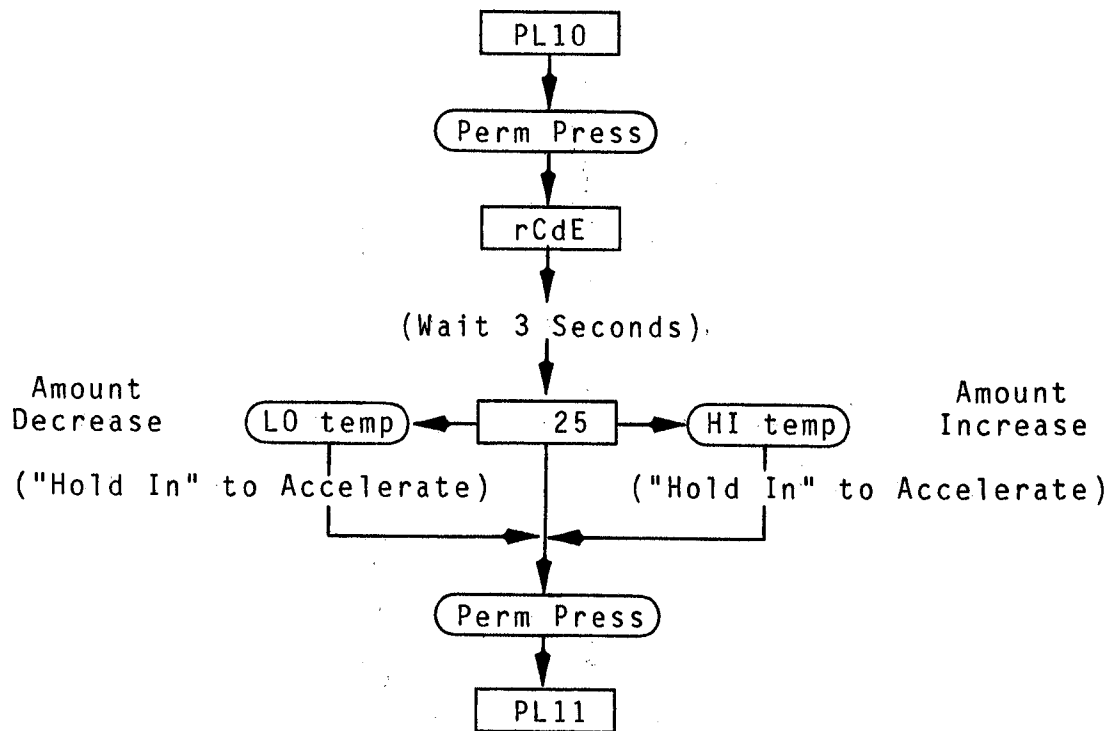 PL10
Perm Press
rCdE
(Wait 3 Seconds)
Amount
Decrease
LO temp
25
HI temp
Amount
Increase
("Hold In" to Accelerate)
("Hold In" to Accelerate)
Perm Press
PL11